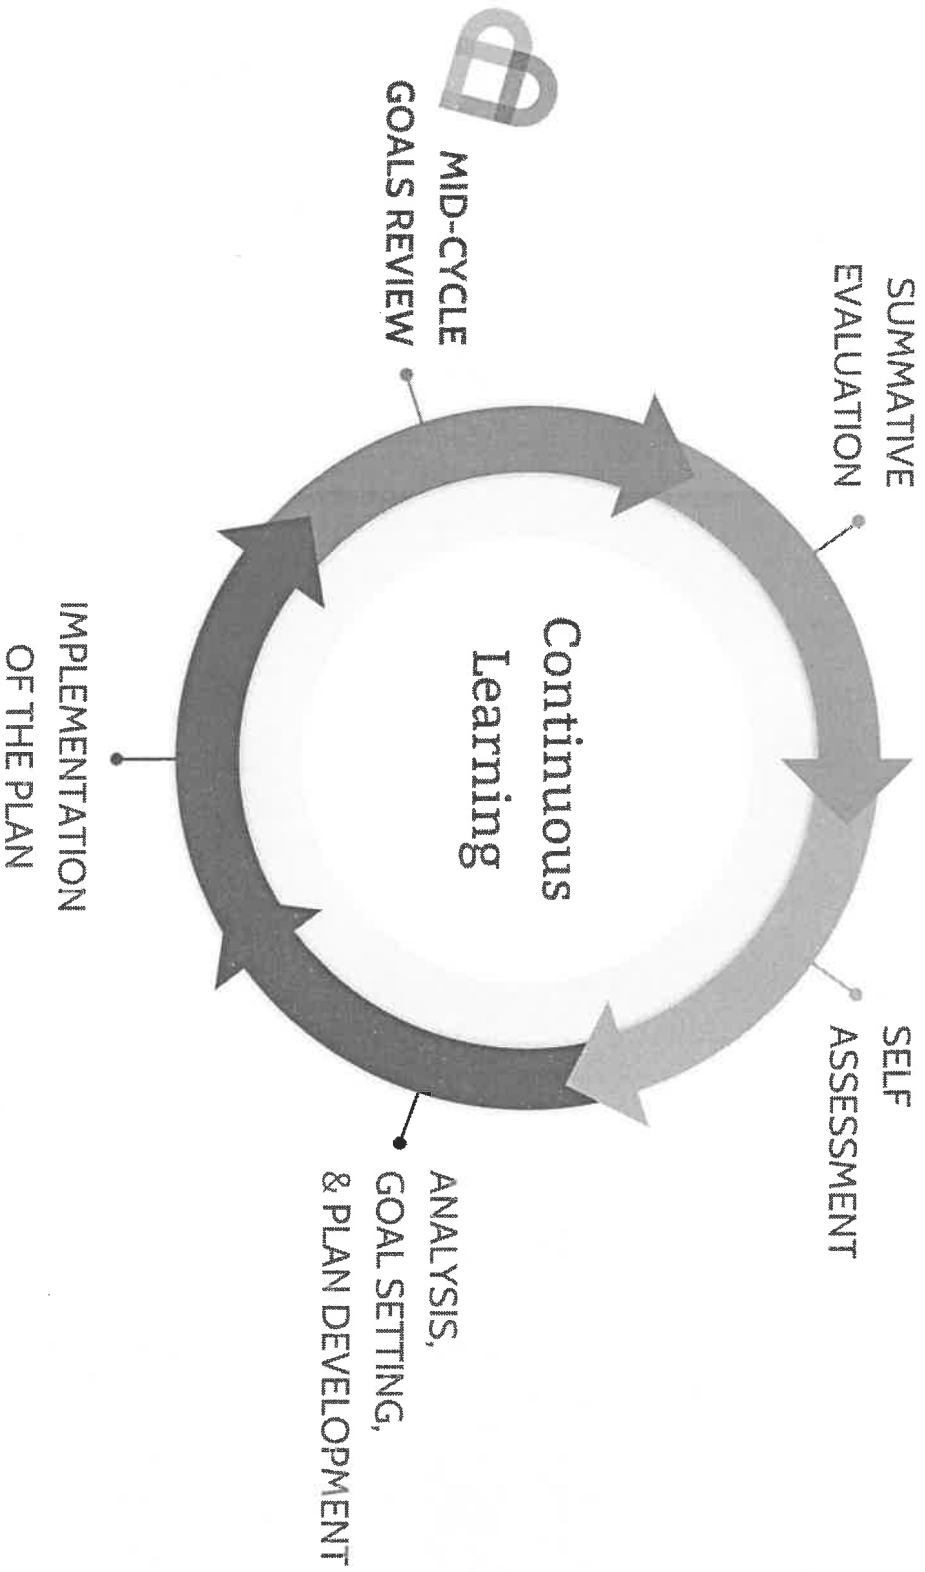 SUMMATIVE
EVALUATION
SELF
ASSESSMENT
MID-CYCLE
GOALS REVIEW
Continuous
Learning
ANALYSIS,
GOAL SETTING,
& PLAN DEVELOPMENT
IMPLEMENTATION
OF THE PLAN